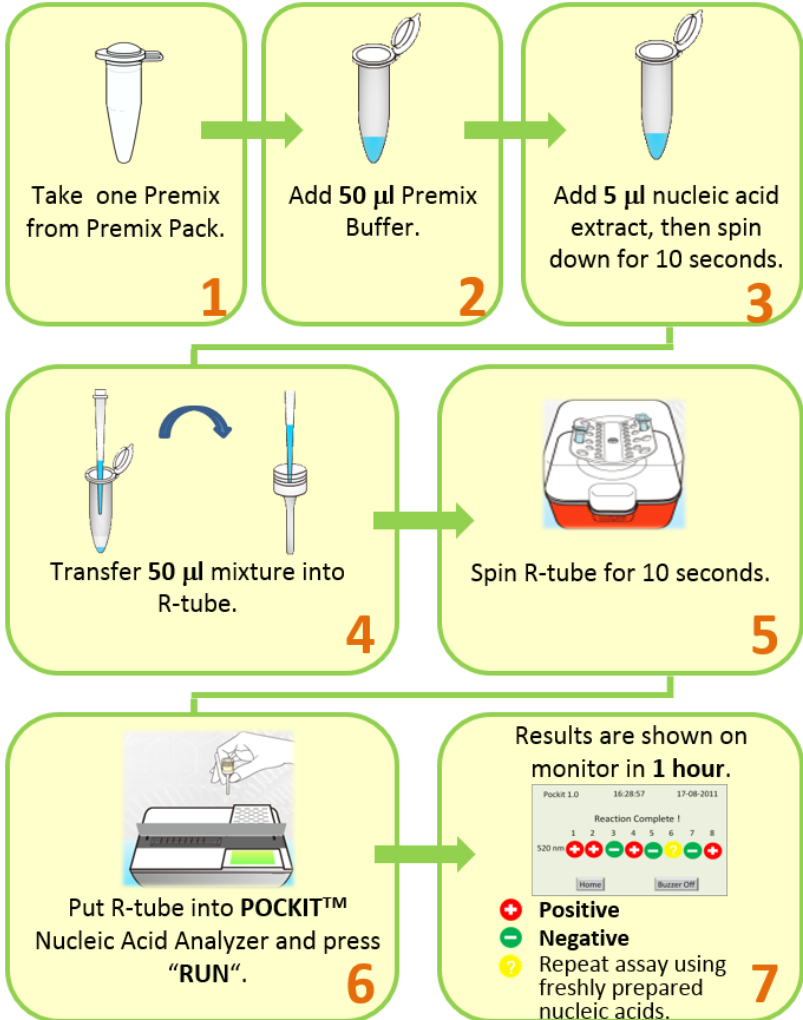 Take one Premix
from Premix Pack.
1
Add 50 µl Premix
Buffer.
2
Add 5 µl nucleic acid
extract, then spin
down for 10 seconds.
3
Transfer 50 µl mixture into
R-tube.
4
Spin R-tube for 10 seconds.
5
Put R-tube into POCKIT™
Nucleic Acid Analyzer and press
“RUN“.
6
Results are shown on
monitor in 1 hour.
Pockit 1.0 16:28:57 17-08-2011
Reaction Complete !
1 2 3 4 5 6 7 8
520 nm + + − + − ? − +
Home Buzzer Off
+ Positive
− Negative
? Repeat assay using
freshly prepared
nucleic acids.
7